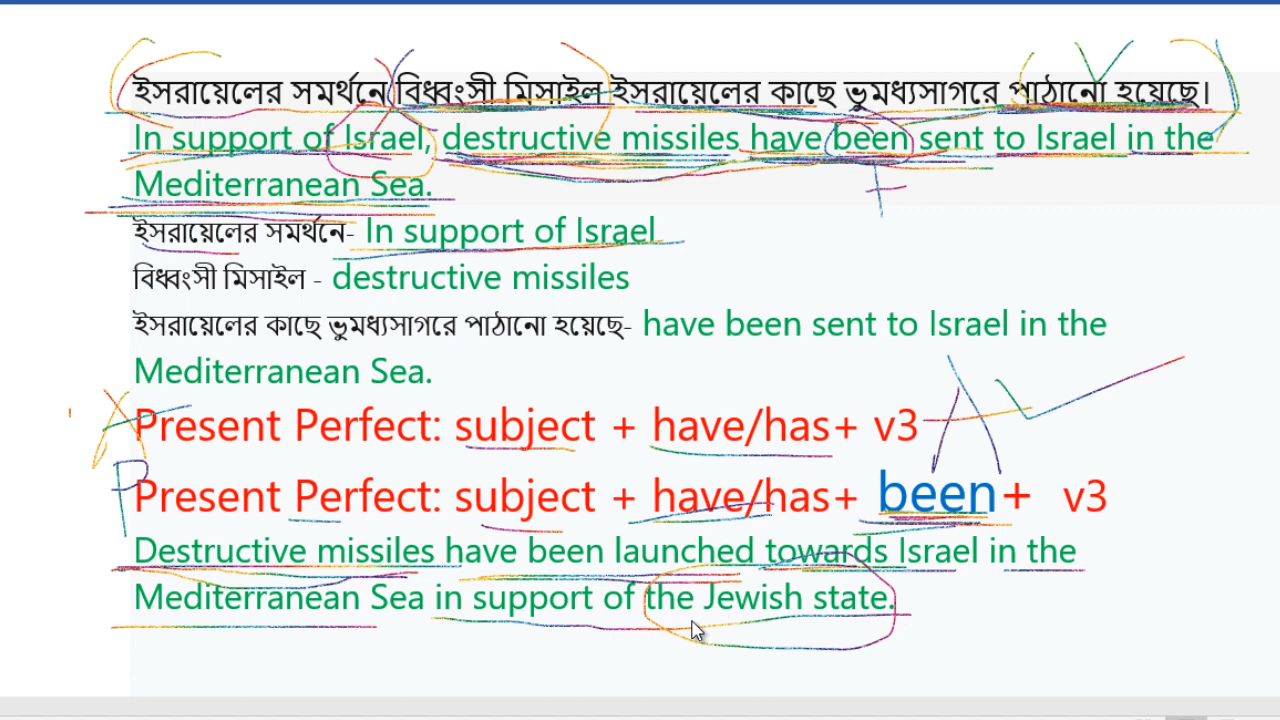 ইসরায়েলের সমর্থনে বিধ্বংসী মিসাইল ইসরায়েলের কাছে ভুমধ্যসাগরে পাঠানো হয়েছে।
In support of Israel, destructive missiles have been sent to Israel in the
Mediterranean Sea.
ইসরায়েলের সমর্থনে- In support of Israel
বিধ্বংসী মিসাইল - destructive missiles
ইসরায়েলের কাছে ভুমধ্যসাগরে পাঠানো হয়েছে- have been sent to Israel in the
Mediterranean Sea.
A Present Perfect: subject + have/has+ v3
P Present Perfect: subject + have/has+ been+ v3
Destructive missiles have been launched towards Israel in the
Mediterranean Sea in support of the Jewish state.